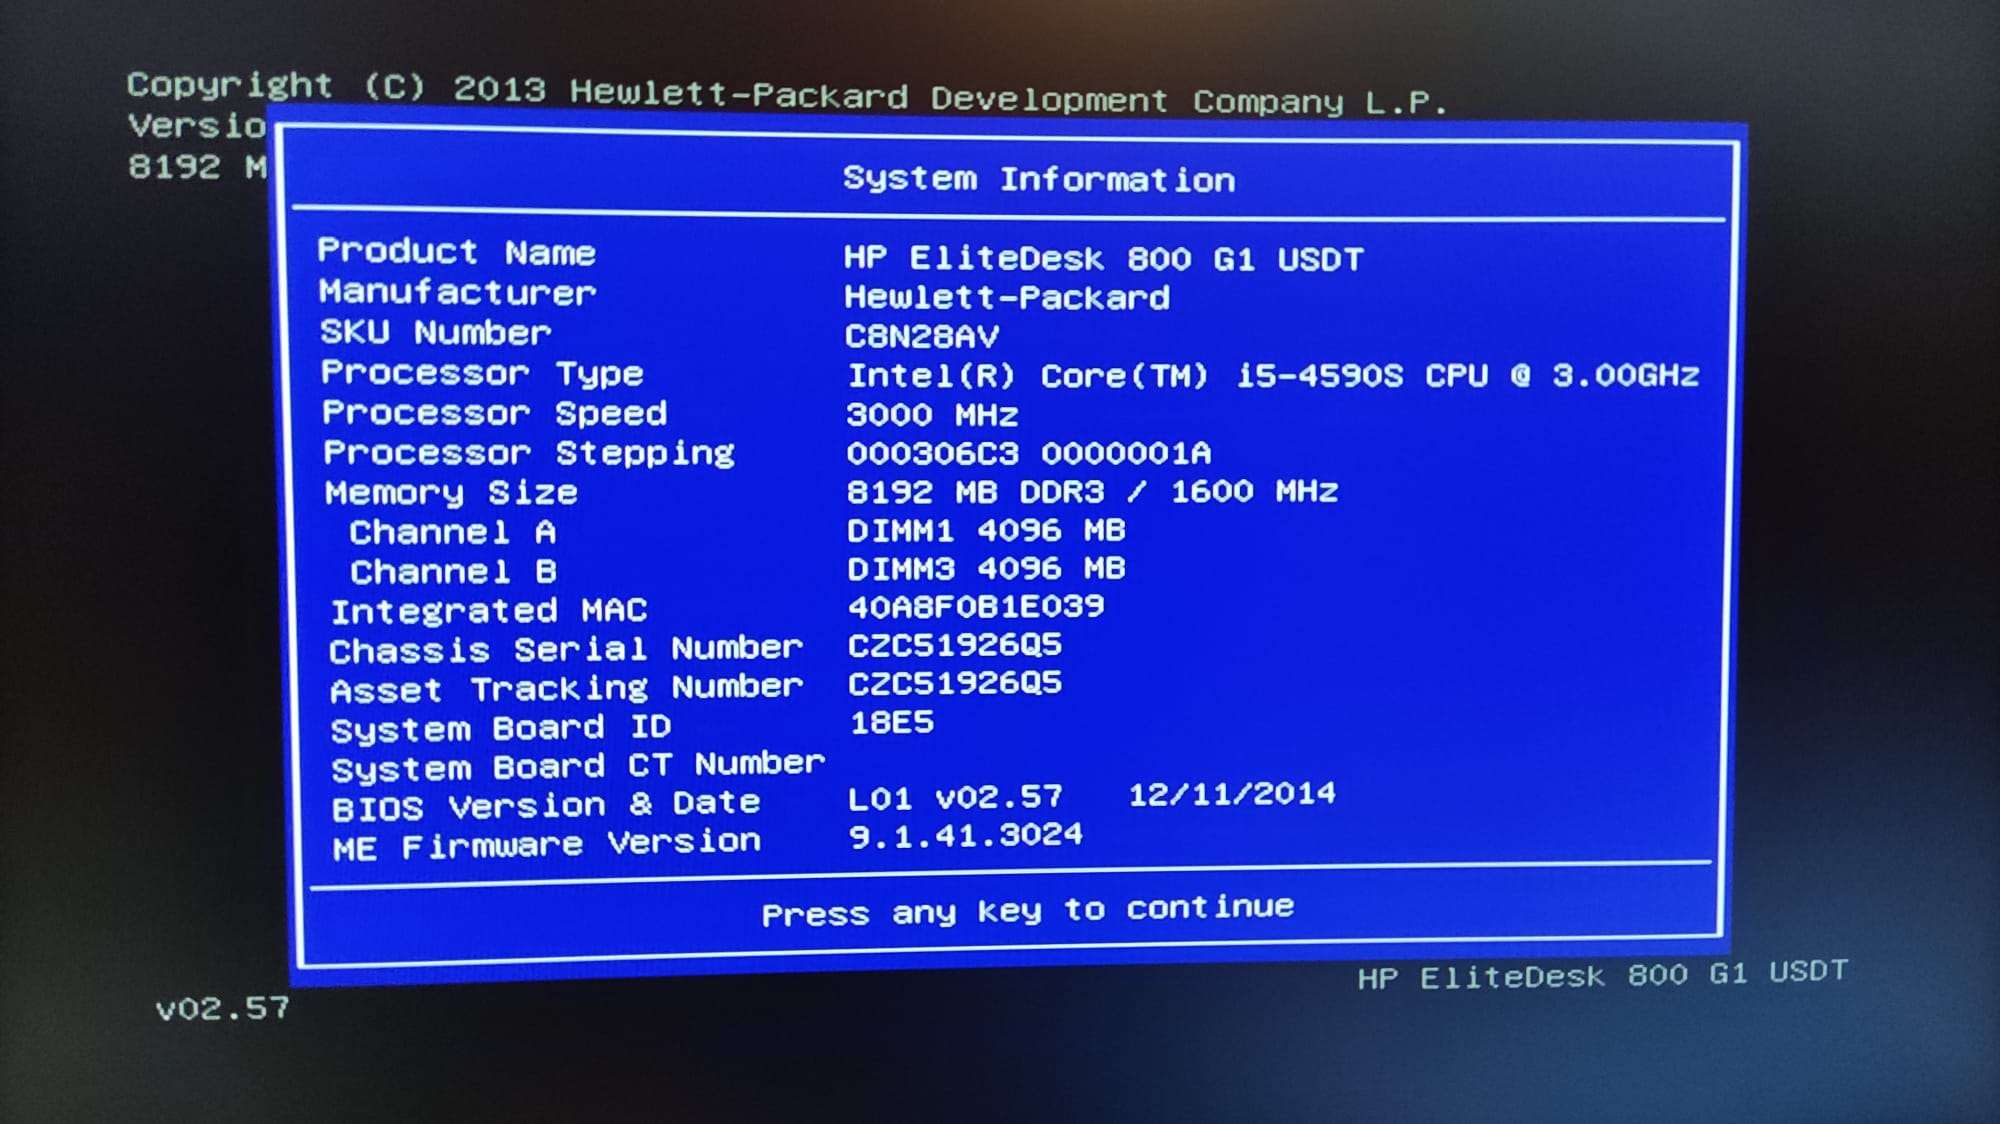 Copyright (C) 2013 Hewlett-Packard Development Company L.P.
Versio
8192 M
System Information
Product Name HP EliteDesk 800 G1 USDT
Manufacturer Hewlett-Packard
SKU Number C8N28AV
Processor Type Intel(R) Core(TM) i5-4590S CPU @ 3.00GHz
Processor Speed 3000 MHz
Processor Stepping 000306C3 0000001A
Memory Size 8192 MB DDR3 / 1600 MHz
Channel A DIMM1 4096 MB
Channel B DIMM3 4096 MB
Integrated MAC 40A8F0B1E039
Chassis Serial Number CZC51926Q5
Asset Tracking Number CZC51926Q5
System Board ID 18E5
System Board CT Number
BIOS Version & Date L01 v02.57 12/11/2014
ME Firmware Version 9.1.41.3024
Press any key to continue
HP EliteDesk 800 G1 USDT
v02.57